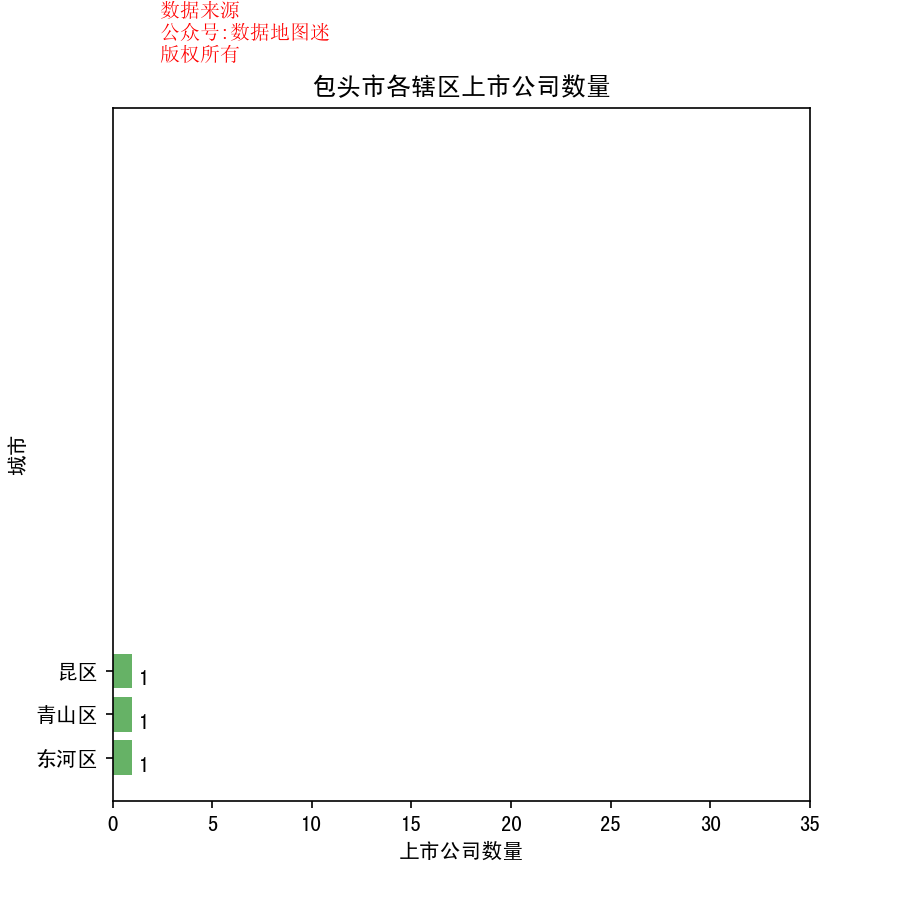 数据来源
公众号:数据地图迷
版权所有
包头市各辖区上市公司数量
城市
昆区
1
青山区
1
东河区
1
0 5 10 15 20 25 30 35
上市公司数量